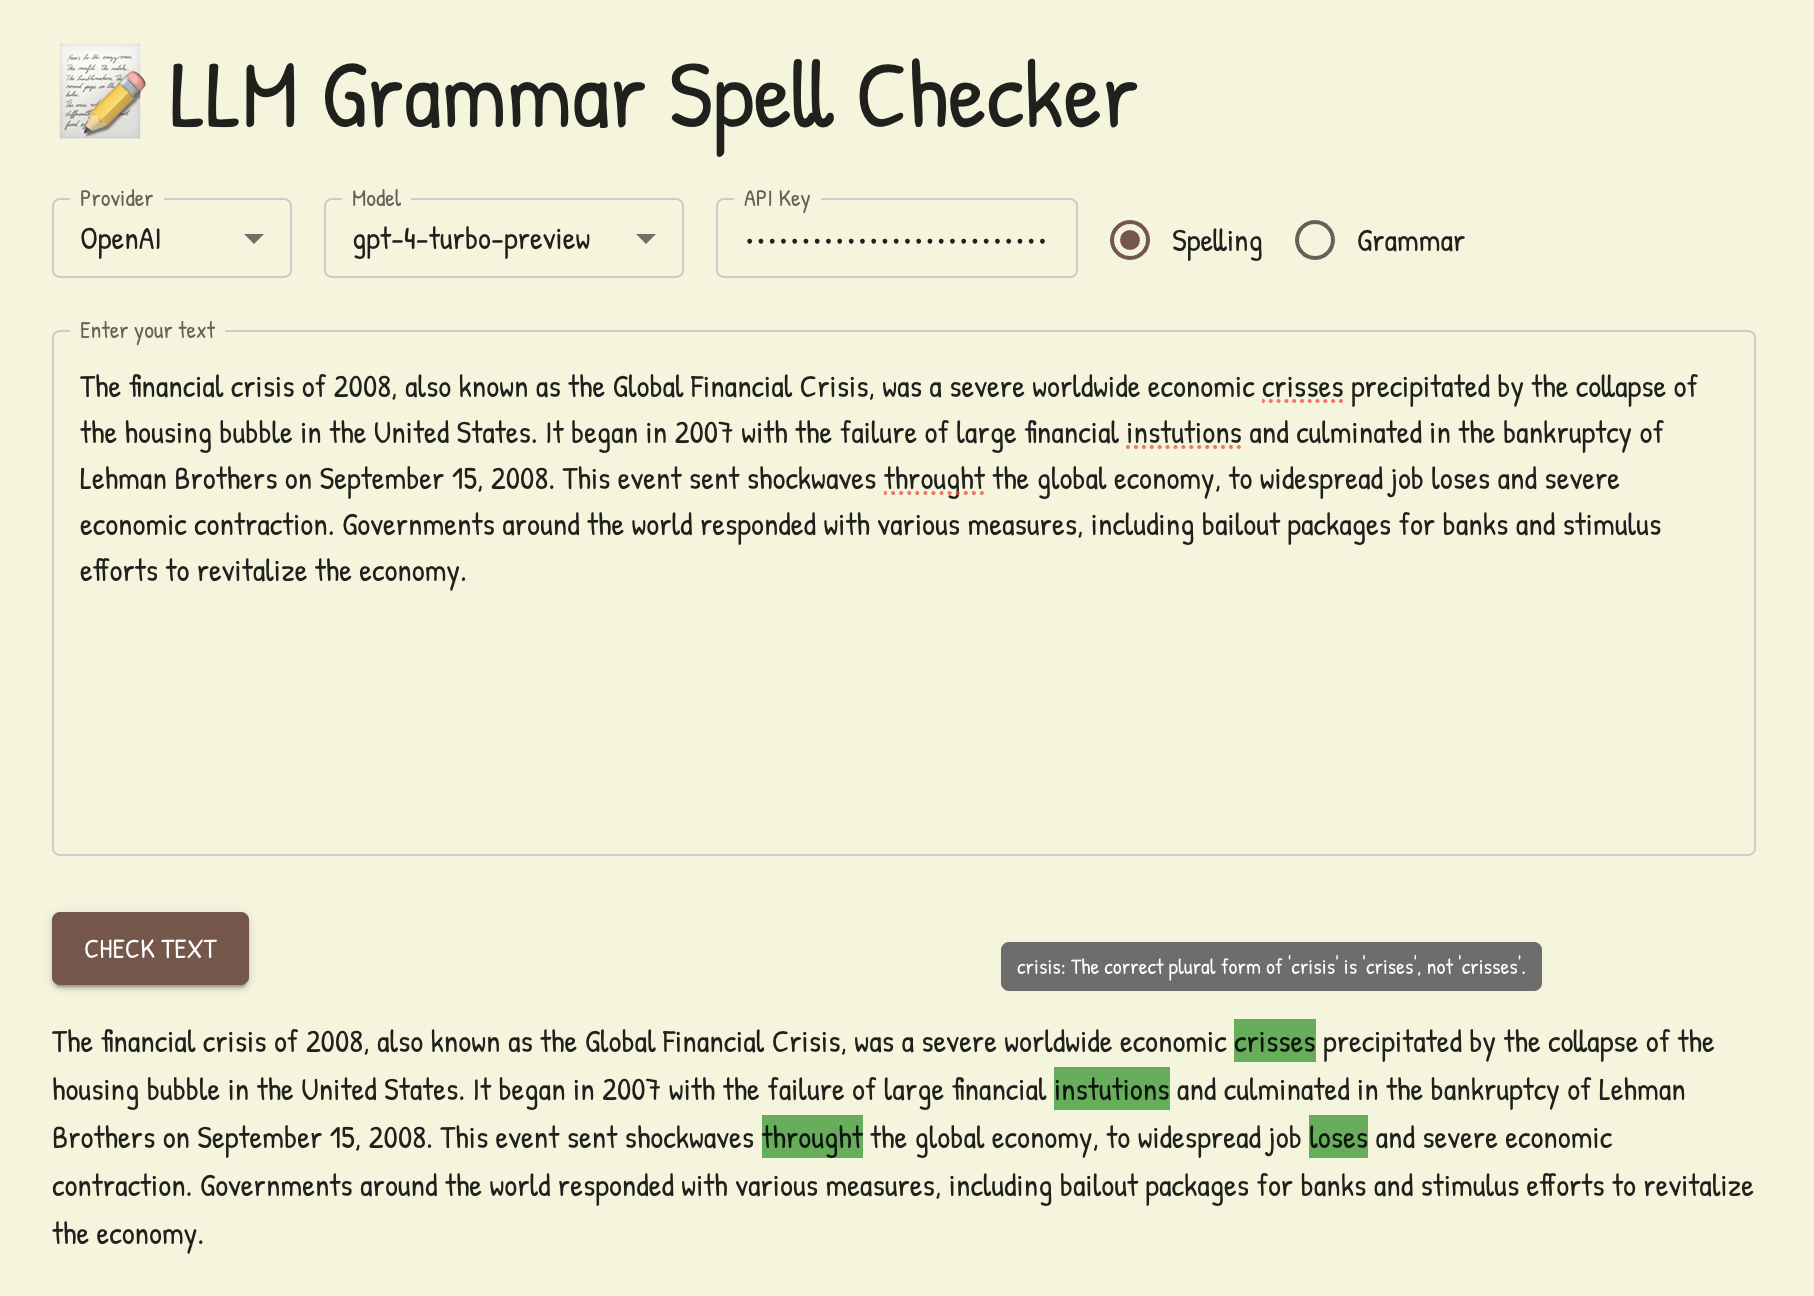 LLM Grammar Spell Checker
Provider
OpenAI
Model
gpt-4-turbo-preview
API Key
Spelling
Grammar
Enter your text
The financial crisis of 2008, also known as the Global Financial Crisis, was a severe worldwide economic crisses precipitated by the collapse of
the housing bubble in the United States. It began in 2007 with the failure of large financial instutions and culminated in the bankruptcy of
Lehman Brothers on September 15, 2008. This event sent shockwaves throught the global economy, to widespread job loses and severe
economic contraction. Governments around the world responded with various measures, including bailout packages for banks and stimulus
efforts to revitalize the economy.
CHECK TEXT
crisis: The correct plural form of 'crisis' is 'crises', not 'crisses'.
The financial crisis of 2008, also known as the Global Financial Crisis, was a severe worldwide economic crisses precipitated by the collapse of the
housing bubble in the United States. It began in 2007 with the failure of large financial instutions and culminated in the bankruptcy of Lehman
Brothers on September 15, 2008. This event sent shockwaves throught the global economy, to widespread job loses and severe economic
contraction. Governments around the world responded with various measures, including bailout packages for banks and stimulus efforts to revitalize
the economy.